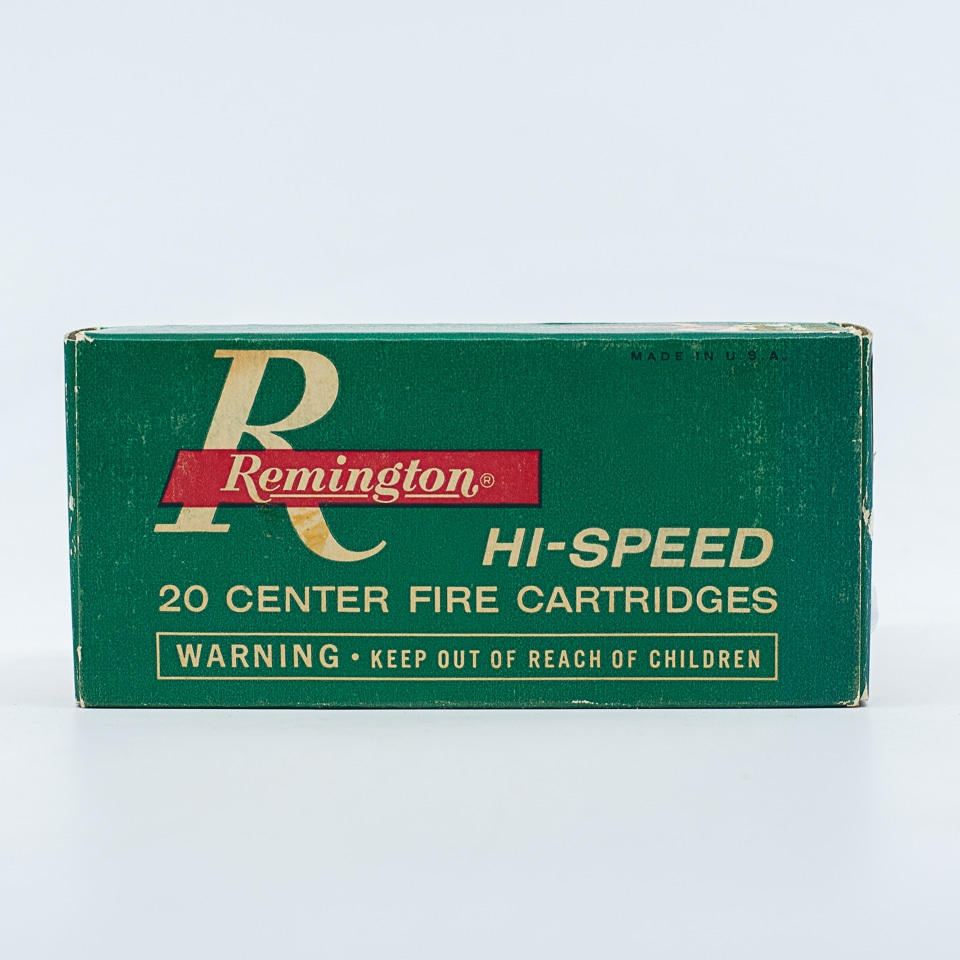 MADE IN U.S.A.
R
Remington®
HI-SPEED
20 CENTER FIRE CARTRIDGES
WARNING • KEEP OUT OF REACH OF CHILDREN